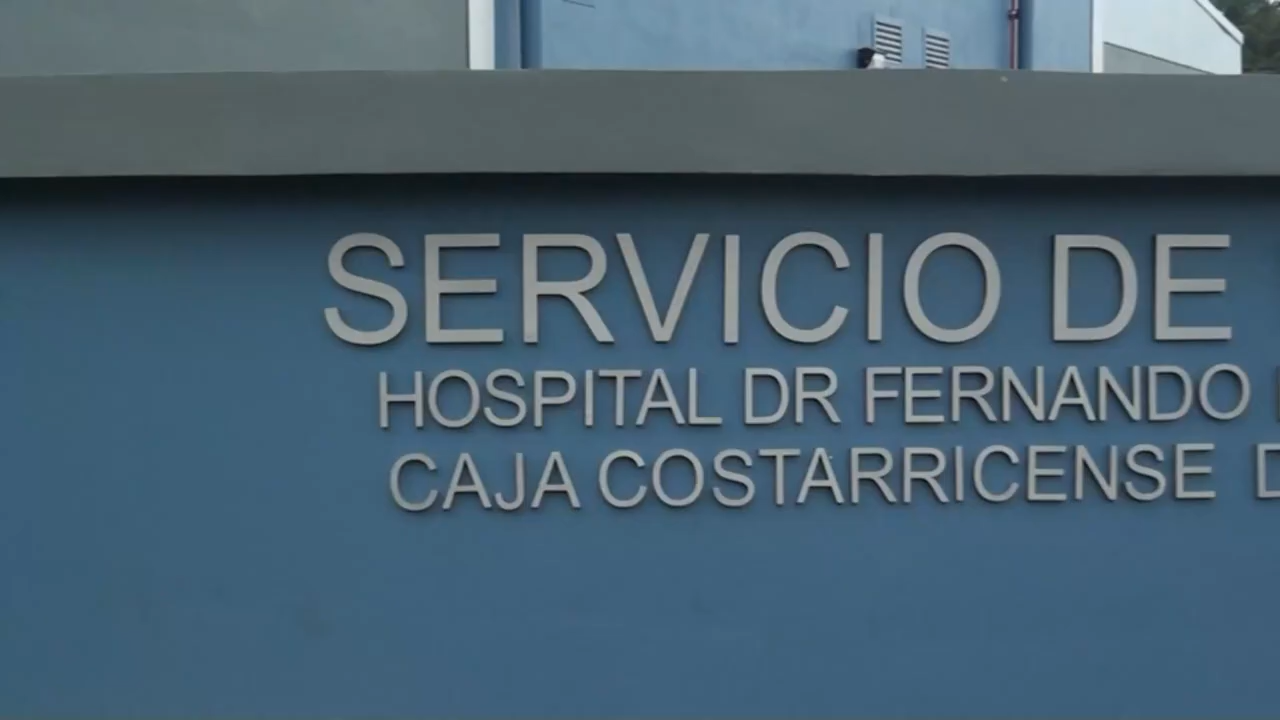 SERVICIO DE
HOSPITAL DR FERNANDO
CAJA COSTARRICENSE D